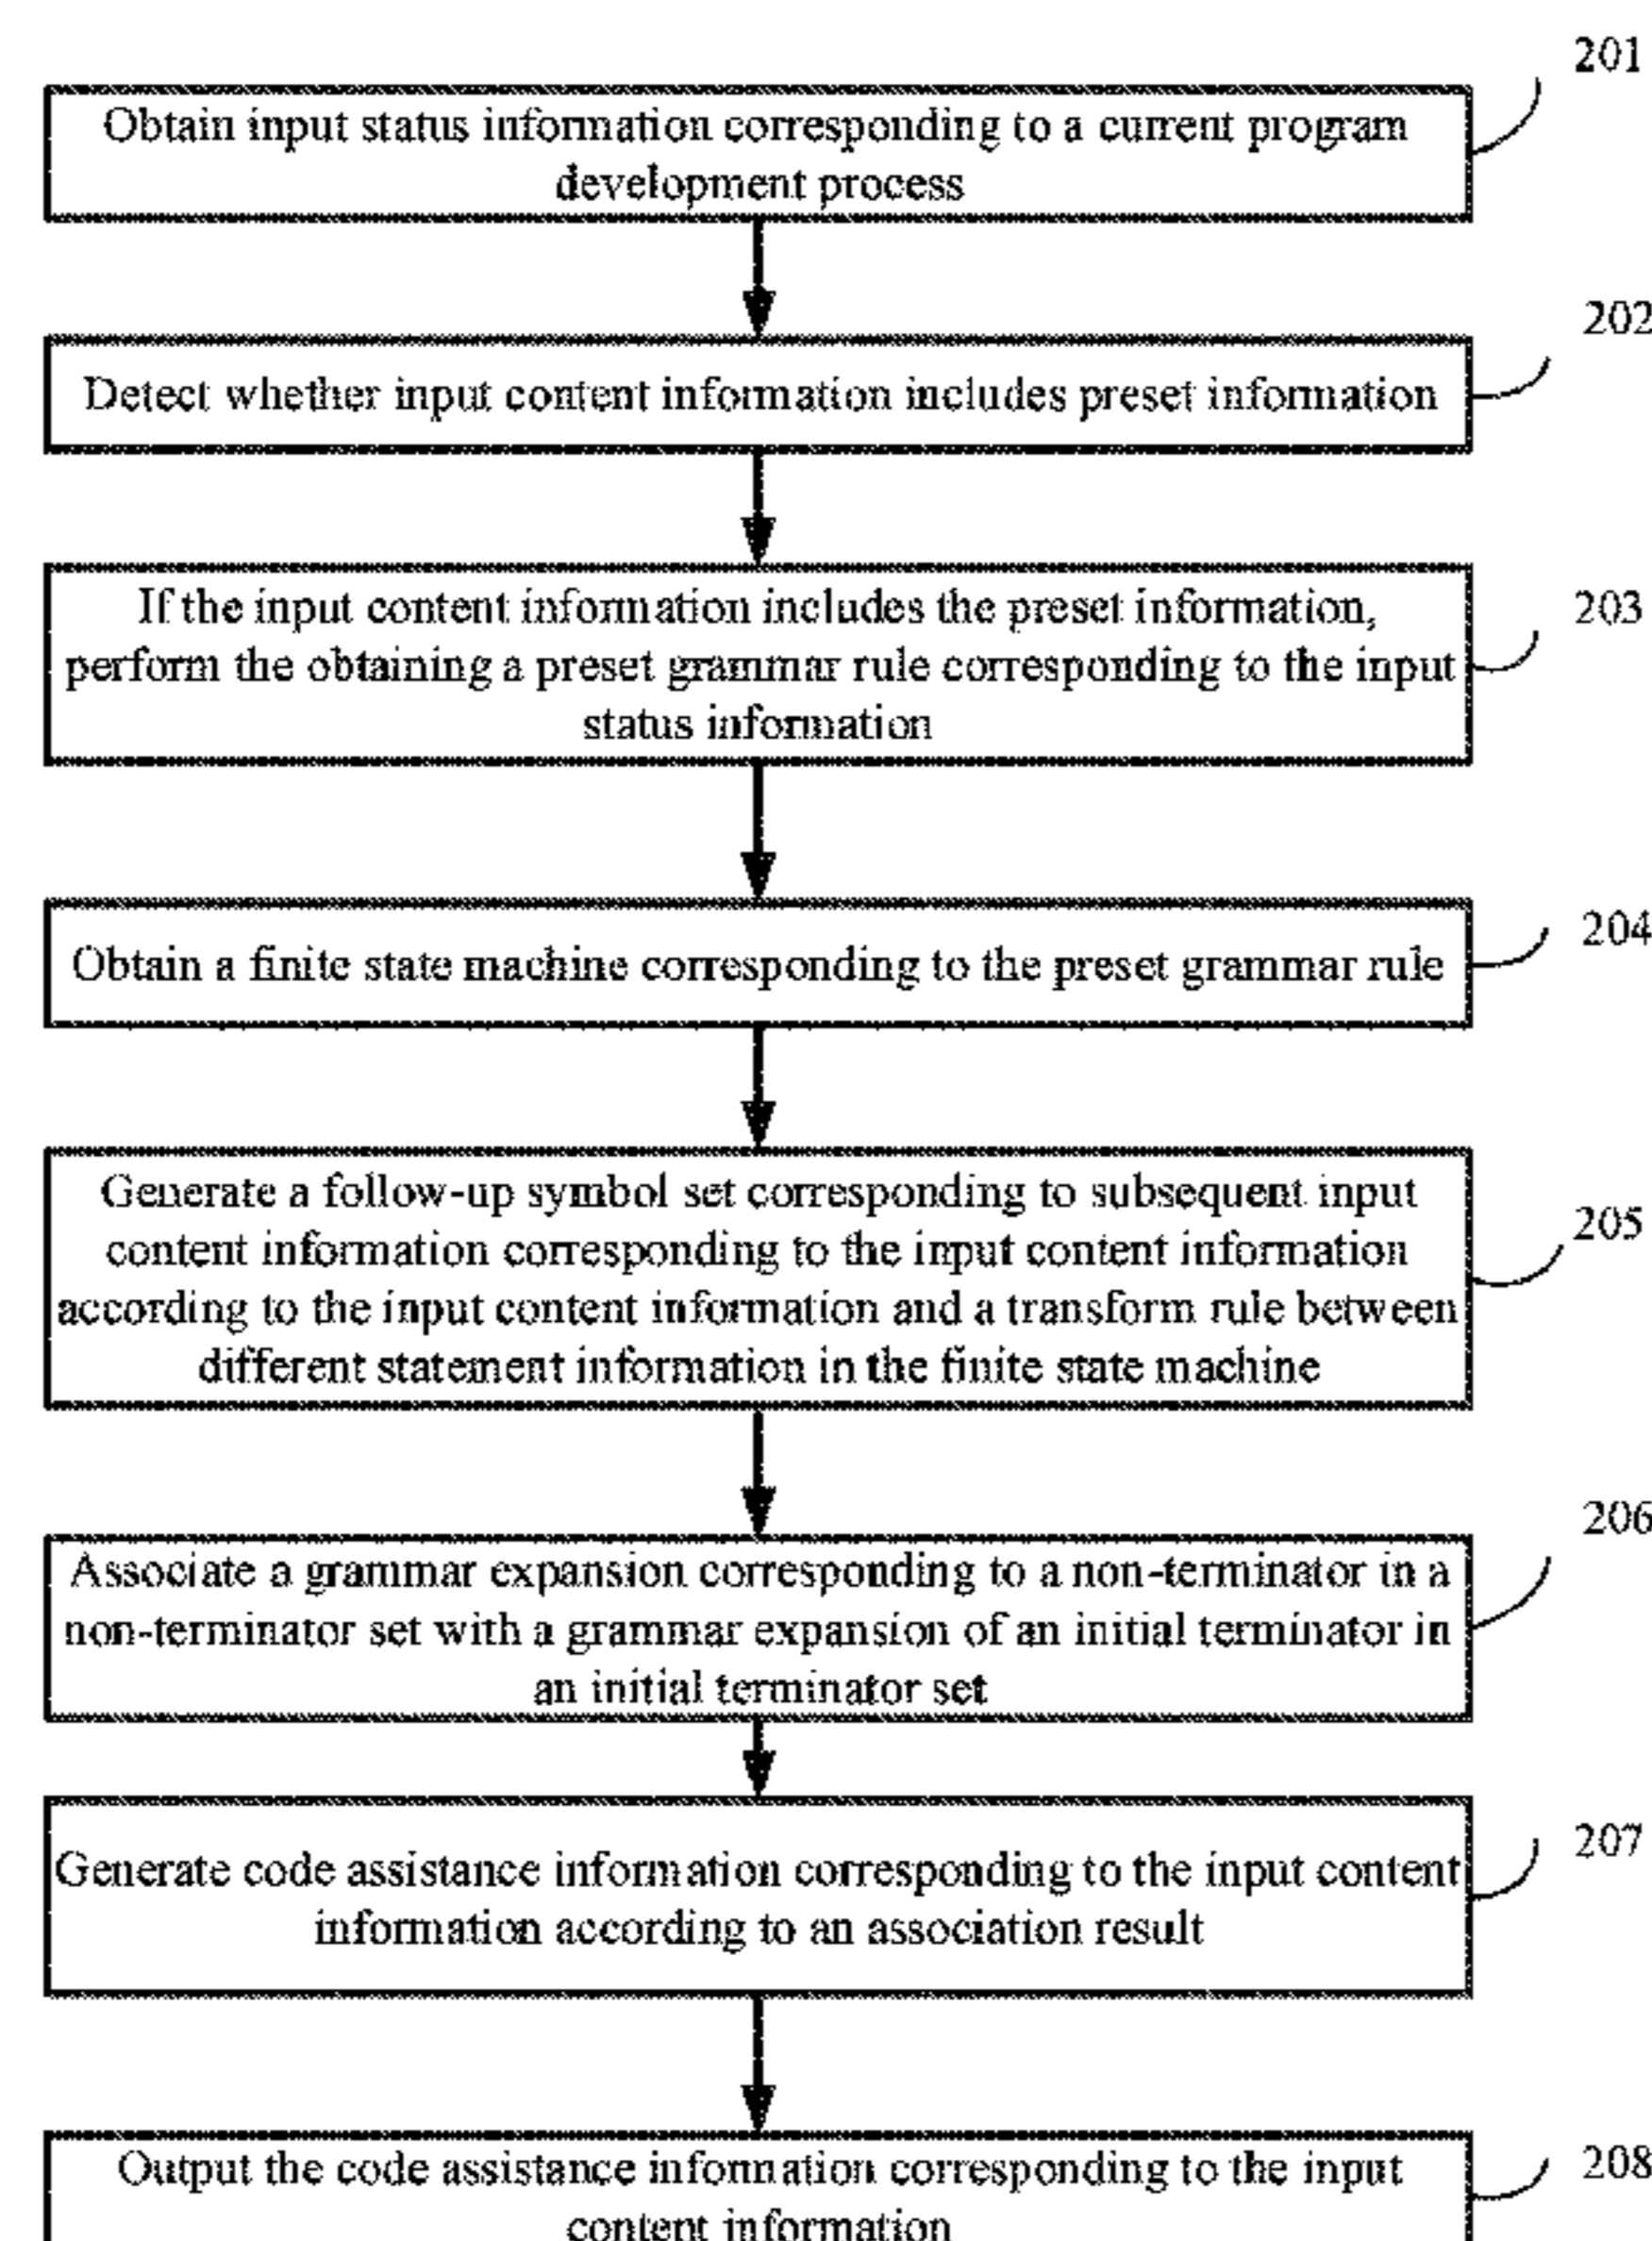 201
Obtain input status information corresponding to a current program
development process
202
Detect whether input content information includes preset information
203
If the input content information includes the preset information,
perform the obtaining a preset grammar rule corresponding to the input
status information
204
Obtain a finite state machine corresponding to the preset grammar rule
205
Generate a follow-up symbol set corresponding to subsequent input
content information corresponding to the input content information
according to the input content information and a transform rule between
different statement information in the finite state machine
206
Associate a grammar expansion corresponding to a non-terminator in a
non-terminator set with a grammar expansion of an initial terminator in
an initial terminator set
207
Generate code assistance information corresponding to the input content
information according to an association result
208
Output the code assistance information corresponding to the input
content information